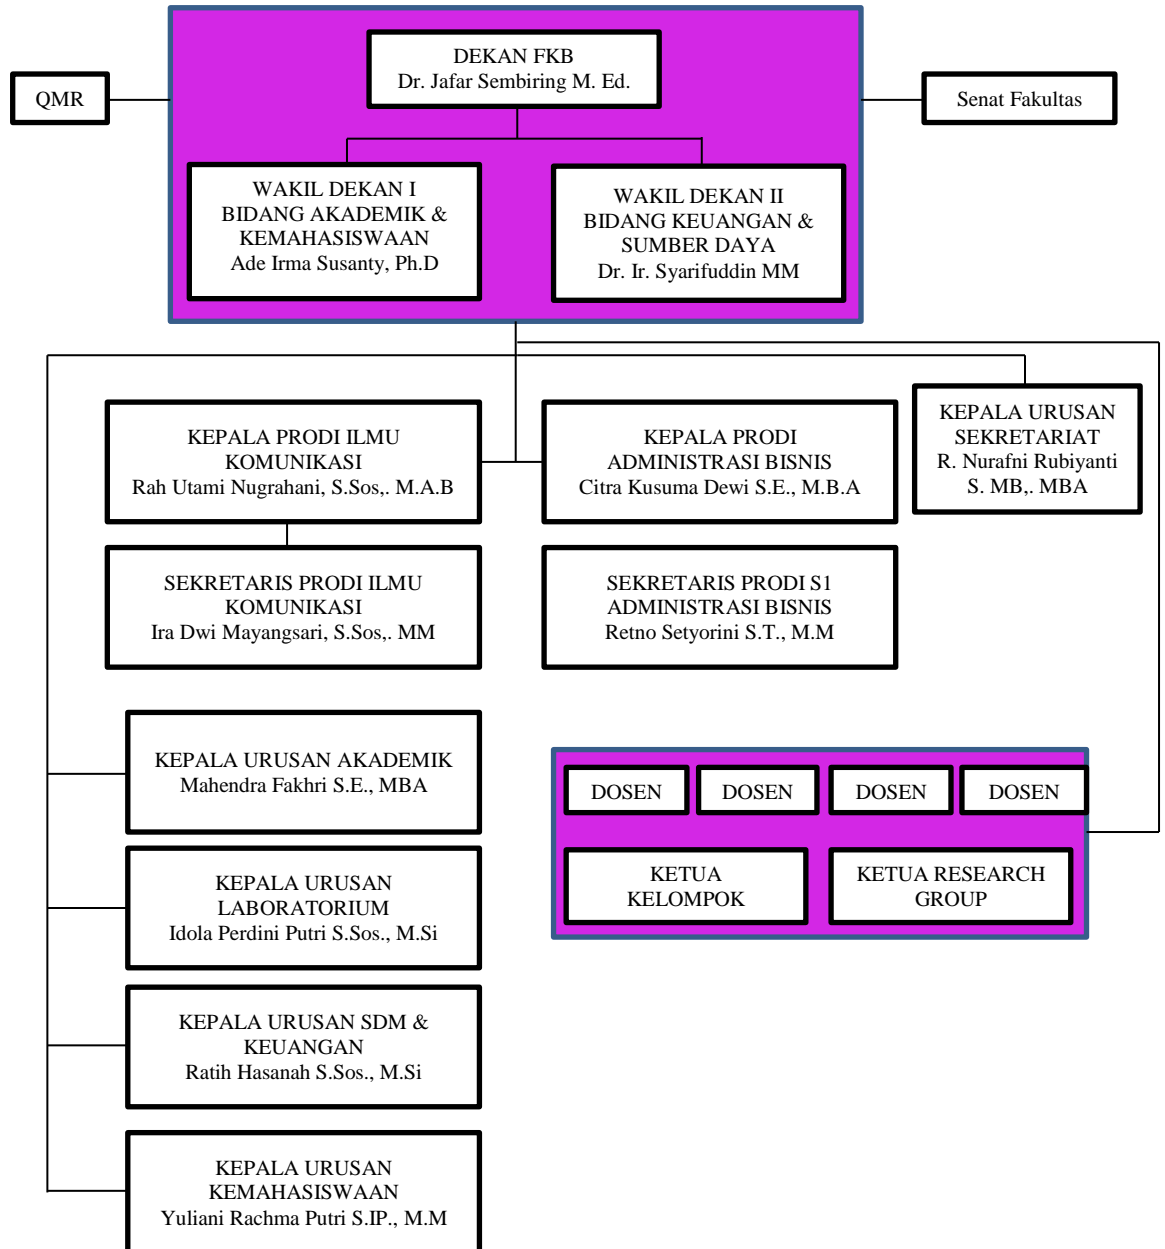 DEKAN FKB
Dr. Jafar Sembiring M. Ed.
QMR
Senat Fakultas
WAKIL DEKAN I
BIDANG AKADEMIK &
KEMAHASISWAAN
Ade Irma Susanty, Ph.D
WAKIL DEKAN II
BIDANG KEUANGAN &
SUMBER DAYA
Dr. Ir. Syarifuddin MM
KEPALA PRODI ILMU
KOMUNIKASI
Rah Utami Nugrahani, S.Sos,. M.A.B
KEPALA PRODI
ADMINISTRASI BISNIS
Citra Kusuma Dewi S.E., M.B.A
KEPALA URUSAN
SEKRETARIAT
R. Nurafni Rubiyanti
S. MB,. MBA
SEKRETARIS PRODI ILMU
KOMUNIKASI
Ira Dwi Mayangsari, S.Sos,. MM
SEKRETARIS PRODI S1
ADMINISTRASI BISNIS
Retno Setyorini S.T., M.M
KEPALA URUSAN AKADEMIK
Mahendra Fakhri S.E., MBA
DOSEN
DOSEN
DOSEN
DOSEN
KETUA
KELOMPOK
KETUA RESEARCH
GROUP
KEPALA URUSAN
LABORATORIUM
Idola Perdini Putri S.Sos., M.Si
KEPALA URUSAN SDM &
KEUANGAN
Ratih Hasanah S.Sos., M.Si
KEPALA URUSAN
KEMAHASISWAAN
Yuliani Rachma Putri S.IP., M.M